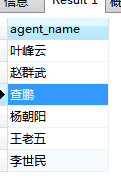 信息
Result 1
概
agent_name
叶峰云
赵群武
查鹏
杨朝阳
王老五
李世民